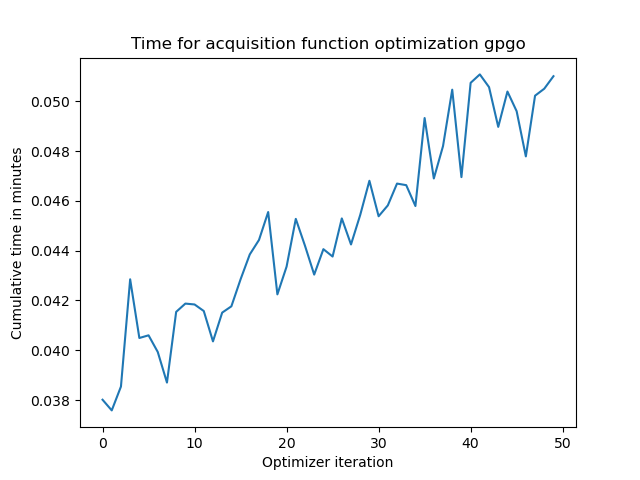 Time for acquisition function optimization gpgo
Cumulative time in minutes
0.050
0.048
0.046
0.044
0.042
0.040
0.038
0 10 20 30 40 50
Optimizer iteration